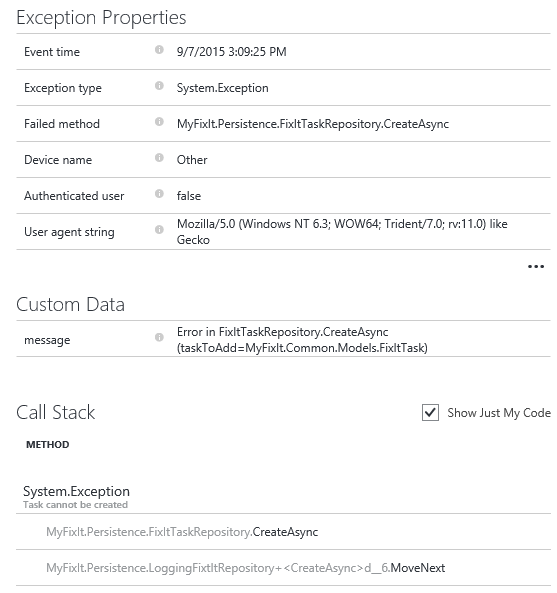 Exception Properties
Event time 9/7/2015 3:09:25 PM
Exception type System.Exception
Failed method MyFixIt.Persistence.FixItTaskRepository.CreateAsync
Device name Other
Authenticated user false
User agent string Mozilla/5.0 (Windows NT 6.3; WOW64; Trident/7.0; rv:11.0) like
Gecko
Custom Data
message Error in FixItTaskRepository.CreateAsync
(taskToAdd=MyFixIt.Common.Models.FixItTask)
Call Stack Show Just My Code
METHOD
System.Exception
Task cannot be created
MyFixIt.Persistence.FixItTaskRepository.CreateAsync
MyFixIt.Persistence.LoggingFixtItRepository+<CreateAsync>d__6.MoveNext